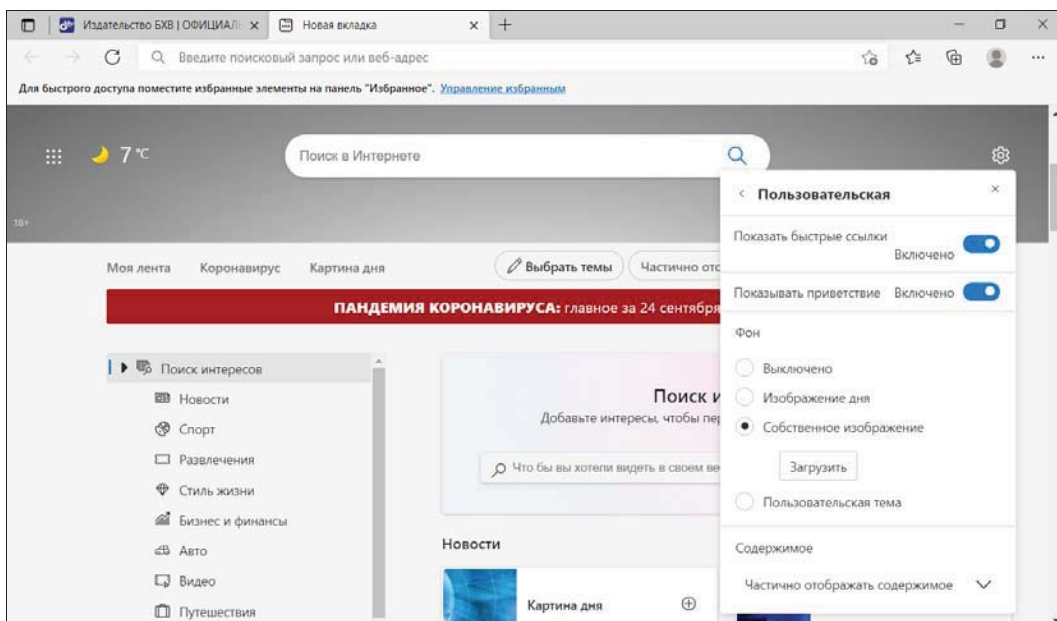 Издательство БХВ | ОФИЦИАЛЬ
Новая вкладка
Введите поисковый запрос или веб-адрес
Для быстрого доступа поместите избранные элементы на панель "Избранное". Управление избранным
7 °C
Поиск в Интернете
16+
Пользовательская
Показать быстрые ссылки
Включено
Показывать приветствие Включено
Фон
Выключено
Изображение дня
Собственное изображение
Загрузить
Пользовательская тема
Содержимое
Частично отображать содержимое
Моя лента Коронавирус Картина дня
Выбрать темы
Частично отс
ПАНДЕМИЯ КОРОНАВИРУСА: главное за 24 сентября
Поиск интересов
Новости
Спорт
Развлечения
Стиль жизни
Бизнес и финансы
Авто
Видео
Путешествия
Поиск и
Добавьте интересы, чтобы пер
Что бы вы хотели видеть в своем ве
Новости
Картина дня